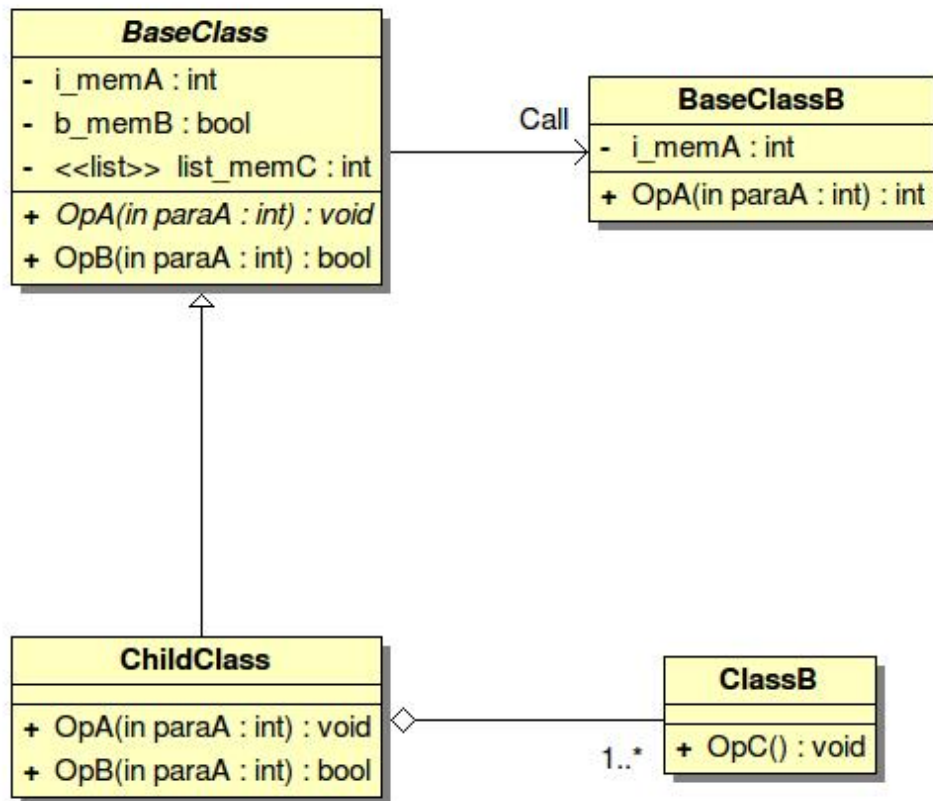 BaseClass
- i_memA : int
- b_memB : bool
- <<list>> list_memC : int
+ OpA(in paraA : int) : void
+ OpB(in paraA : int) : bool
Call
BaseClassB
- i_memA : int
+ OpA(in paraA : int) : int
ChildClass
+ OpA(in paraA : int) : void
+ OpB(in paraA : int) : bool
1..*
ClassB
+ OpC() : void